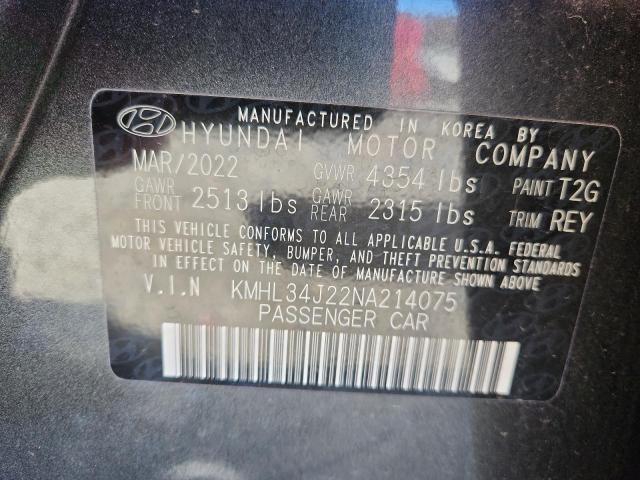 MANUFACTURED IN KOREA BY
HYUNDAI MOTOR COMPANY
MAR/2022 GVWR 4354 lbs PAINT T2G
GAWR FRONT 2513 lbs GAWR REAR 2315 lbs TRIM REY
THIS VEHICLE CONFORMS TO ALL APPLICABLE U.S.A. FEDERAL
MOTOR VEHICLE SAFETY, BUMPER, AND THEFT PREVENTION STANDARDS
IN EFFECT ON THE DATE OF MANUFACTURE SHOWN ABOVE.
V.I.N KMHL34J22NA214075
PASSENGER CAR